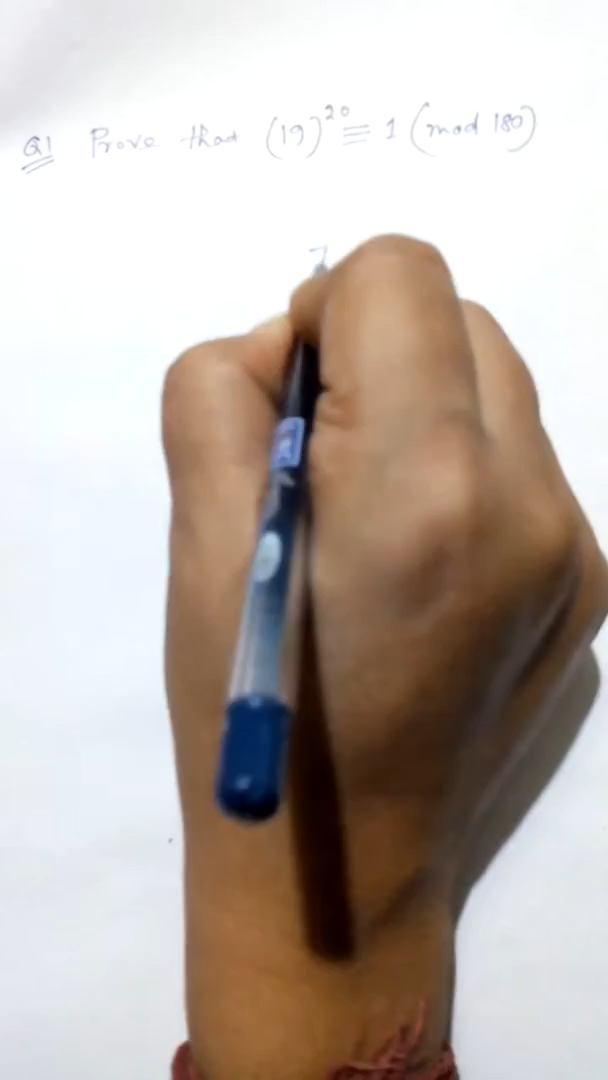 Q1 Prove that (19)²⁰ ≡ 1 (mod 180)